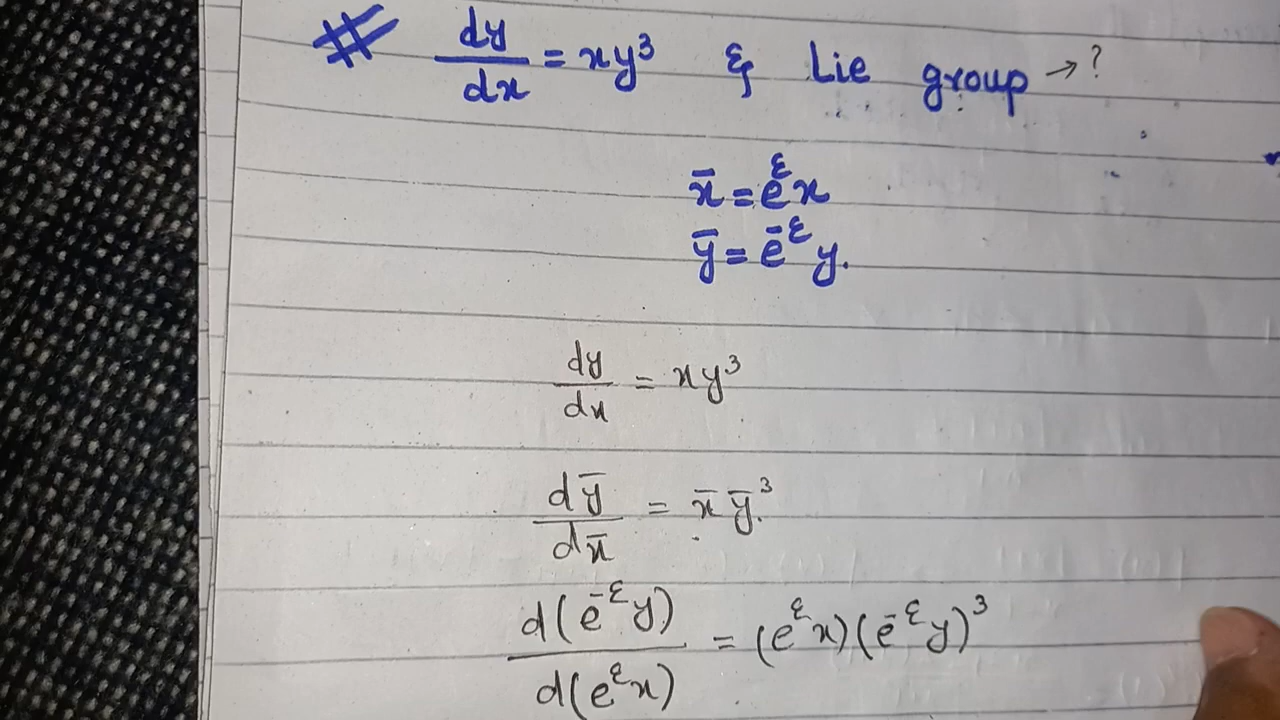 # dy/dx = xy³ & Lie group → ?
x̄ = e^ε x
ȳ = e^-ε y.
dy/dx = xy³
dȳ/dx̄ = x̄ ȳ³.
d(e^-ε y)/d(e^ε x) = (e^ε x)(e^-ε y)³